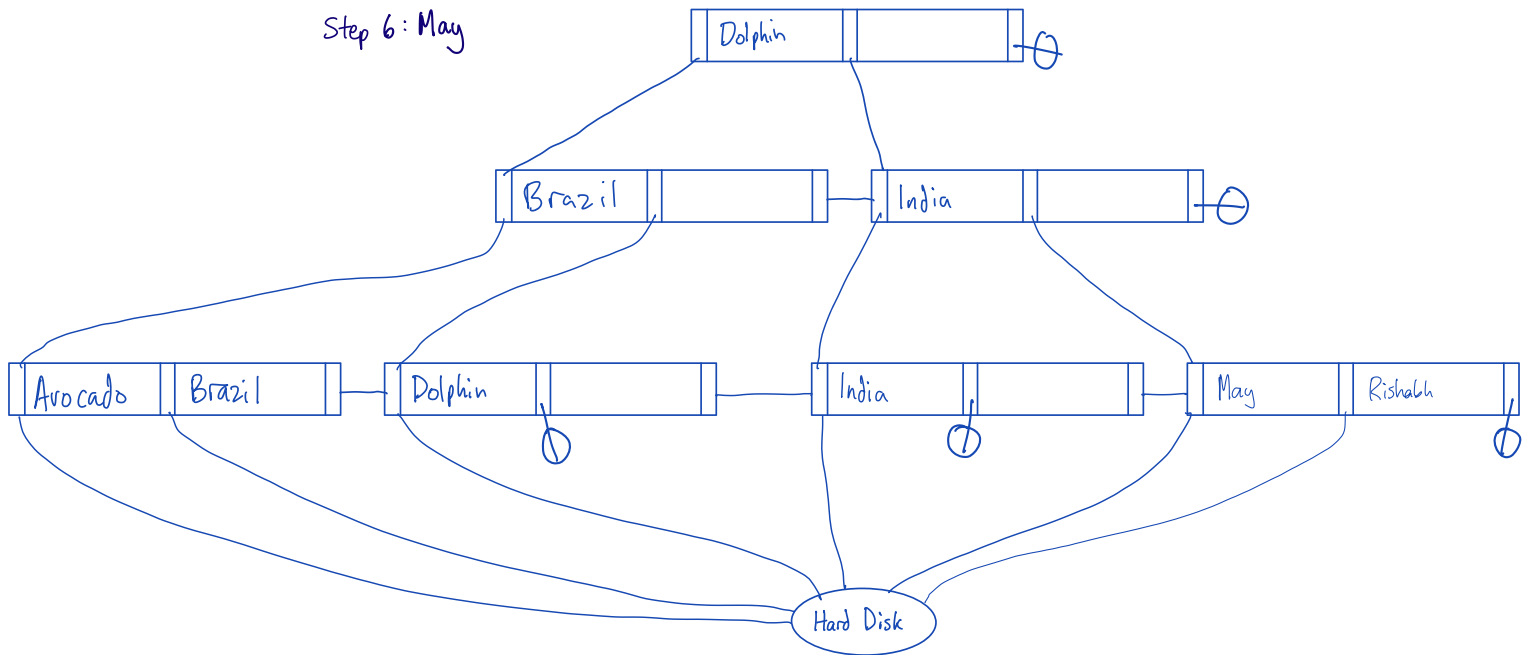 Step 6: May
Dolphin
Brazil
India
Avocado Brazil
Dolphin
India
May Rishabh
Hard Disk